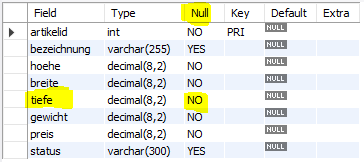 Field Type Null Key Default Extra
artikelid int NO PRI NULL
bezeichnung varchar(255) YES NULL
hoehe decimal(8,2) NO NULL
breite decimal(8,2) NO NULL
tiefe decimal(8,2) NO NULL
gewicht decimal(8,2) NO NULL
preis decimal(8,2) NO NULL
status varchar(300) YES NULL